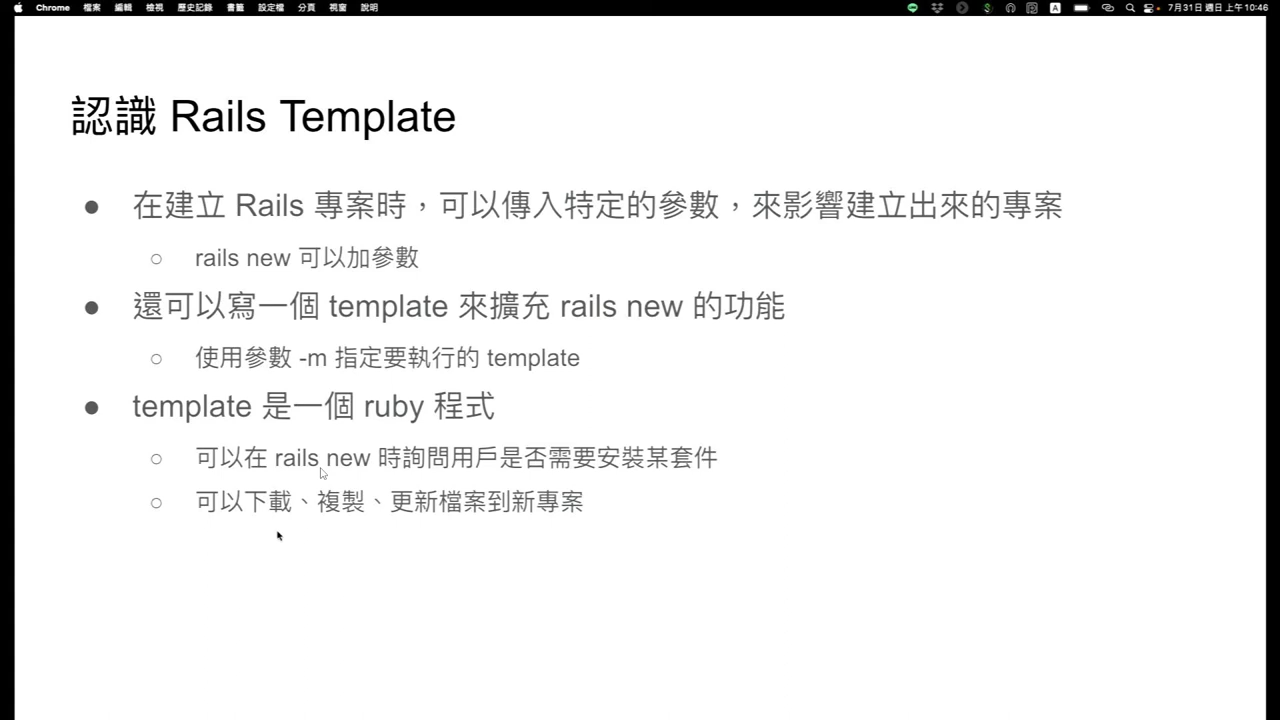 Chrome 檔案 編輯 檢視 歷史記錄 書籤 設定檔 分頁 視窗 說明 A 7月31日 週日 上午10:46
認識 Rails Template
● 在建立 Rails 專案時，可以傳入特定的參數，來影響建立出來的專案
○ rails new 可以加參數
● 還可以寫一個 template 來擴充 rails new 的功能
○ 使用參數 -m 指定要執行的 template
● template 是一個 ruby 程式
○ 可以在 rails new 時詢問用戶是否需要安裝某套件
○ 可以下載、複製、更新檔案到新專案